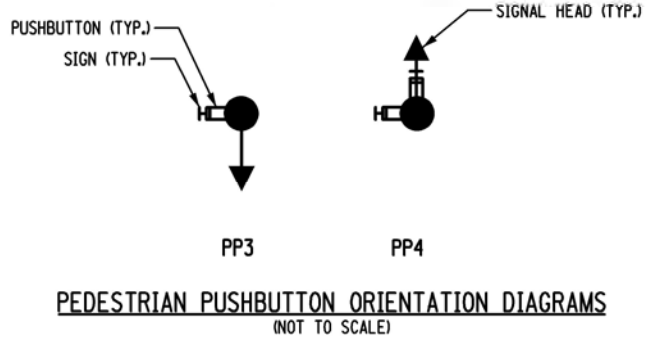 SIGNAL HEAD (TYP.)
PUSHBUTTON (TYP.)
SIGN (TYP.)
PP3
PP4
PEDESTRIAN PUSHBUTTON ORIENTATION DIAGRAMS
(NOT TO SCALE)